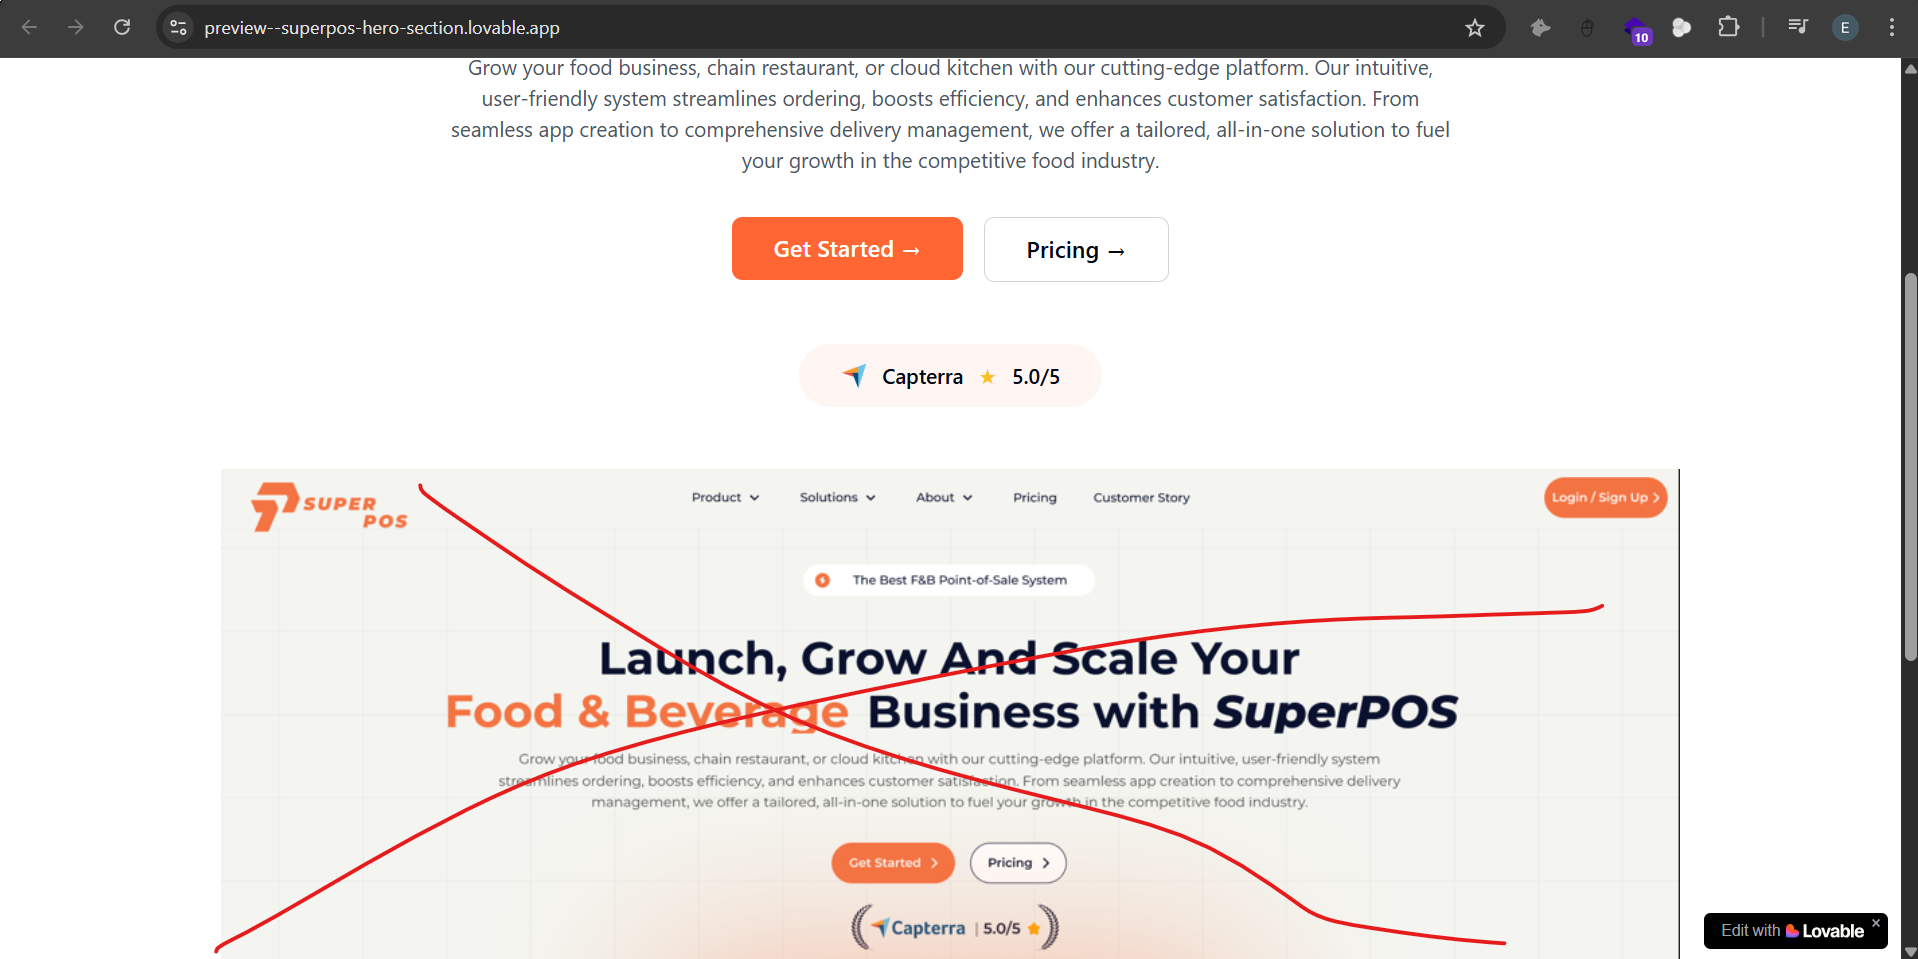 preview--superpos-hero-section.lovable.app
10
E
Grow your food business, chain restaurant, or cloud kitchen with our cutting-edge platform. Our intuitive,
user-friendly system streamlines ordering, boosts efficiency, and enhances customer satisfaction. From
seamless app creation to comprehensive delivery management, we offer a tailored, all-in-one solution to fuel
your growth in the competitive food industry.
Get Started → Pricing →
Capterra ★ 5.0/5
SUPER
POS
Product Solutions About Pricing Customer Story Login / Sign Up >
The Best F&B Point-of-Sale System
Launch, Grow And Scale Your
Food & Beverage Business with SuperPOS
Grow your food business, chain restaurant, or cloud kitchen with our cutting-edge platform. Our intuitive, user-friendly system
streamlines ordering, boosts efficiency, and enhances customer satisfaction. From seamless app creation to comprehensive delivery
management, we offer a tailored, all-in-one solution to fuel your growth in the competitive food industry.
Get Started > Pricing >
Capterra | 5.0/5 ★
Edit with Lovable ×